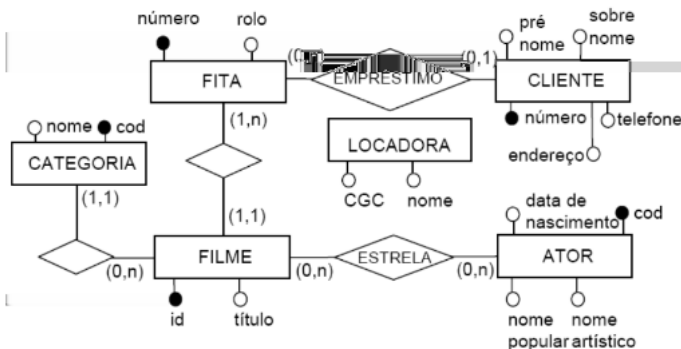 número
rolo
pré
nome
sobre
nome
(0,n)
(0,1)
FITA
EMPRÉSTIMO
CLIENTE
(1,n)
número
telefone
nome
cod
LOCADORA
CATEGORIA
endereço
(1,1)
CGC
nome
data de
nascimento
cod
(1,1)
FILME
ESTRELA
ATOR
(0,n)
(0,n)
(0,n)
id
título
nome
popular
nome
artístico